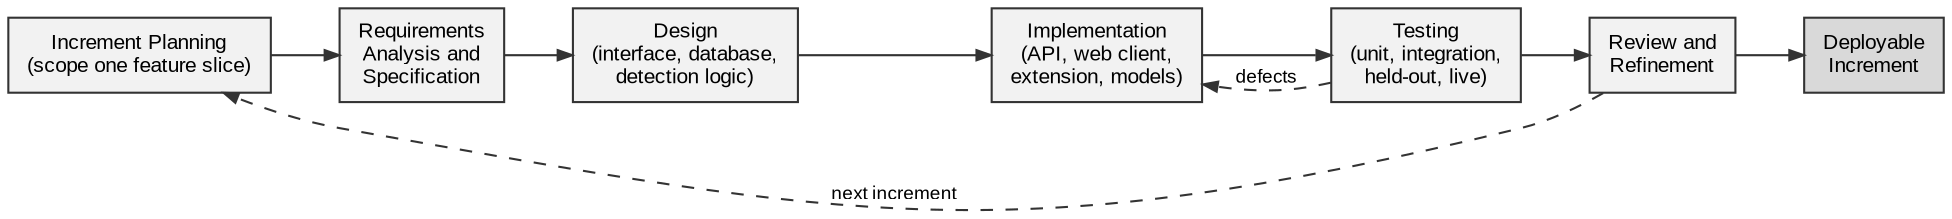 Increment Planning
(scope one feature slice)
Requirements
Analysis and
Specification
Design
(interface, database,
detection logic)
Implementation
(API, web client,
extension, models)
defects
Testing
(unit, integration,
held-out, live)
Review and
Refinement
Deployable
Increment
next increment